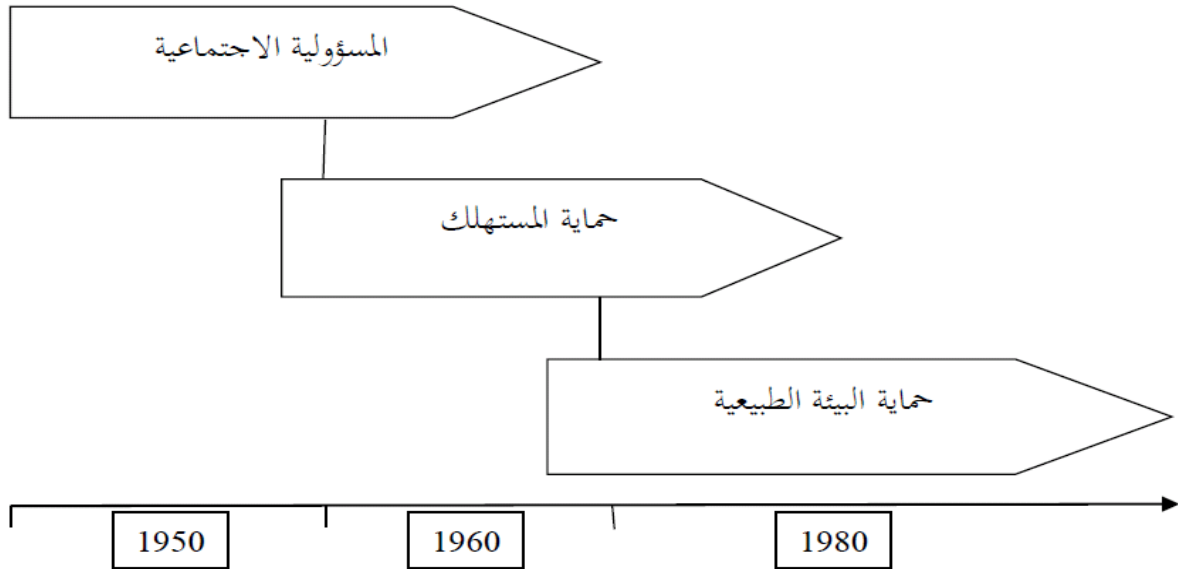 المسؤولية الاجتماعية
حماية المستهلك
حماية البيئة الطبيعية
1950
1960
1980